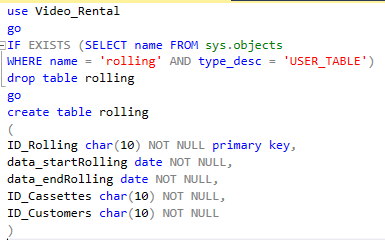 use Video_Rental
go
IF EXISTS (SELECT name FROM sys.objects
WHERE name = 'rolling' AND type_desc = 'USER_TABLE')
drop table rolling
go
create table rolling
(
ID_Rolling char(10) NOT NULL primary key,
data_startRolling date NOT NULL,
data_endRolling date NOT NULL,
ID_Cassettes char(10) NOT NULL,
ID_Customers char(10) NOT NULL
)